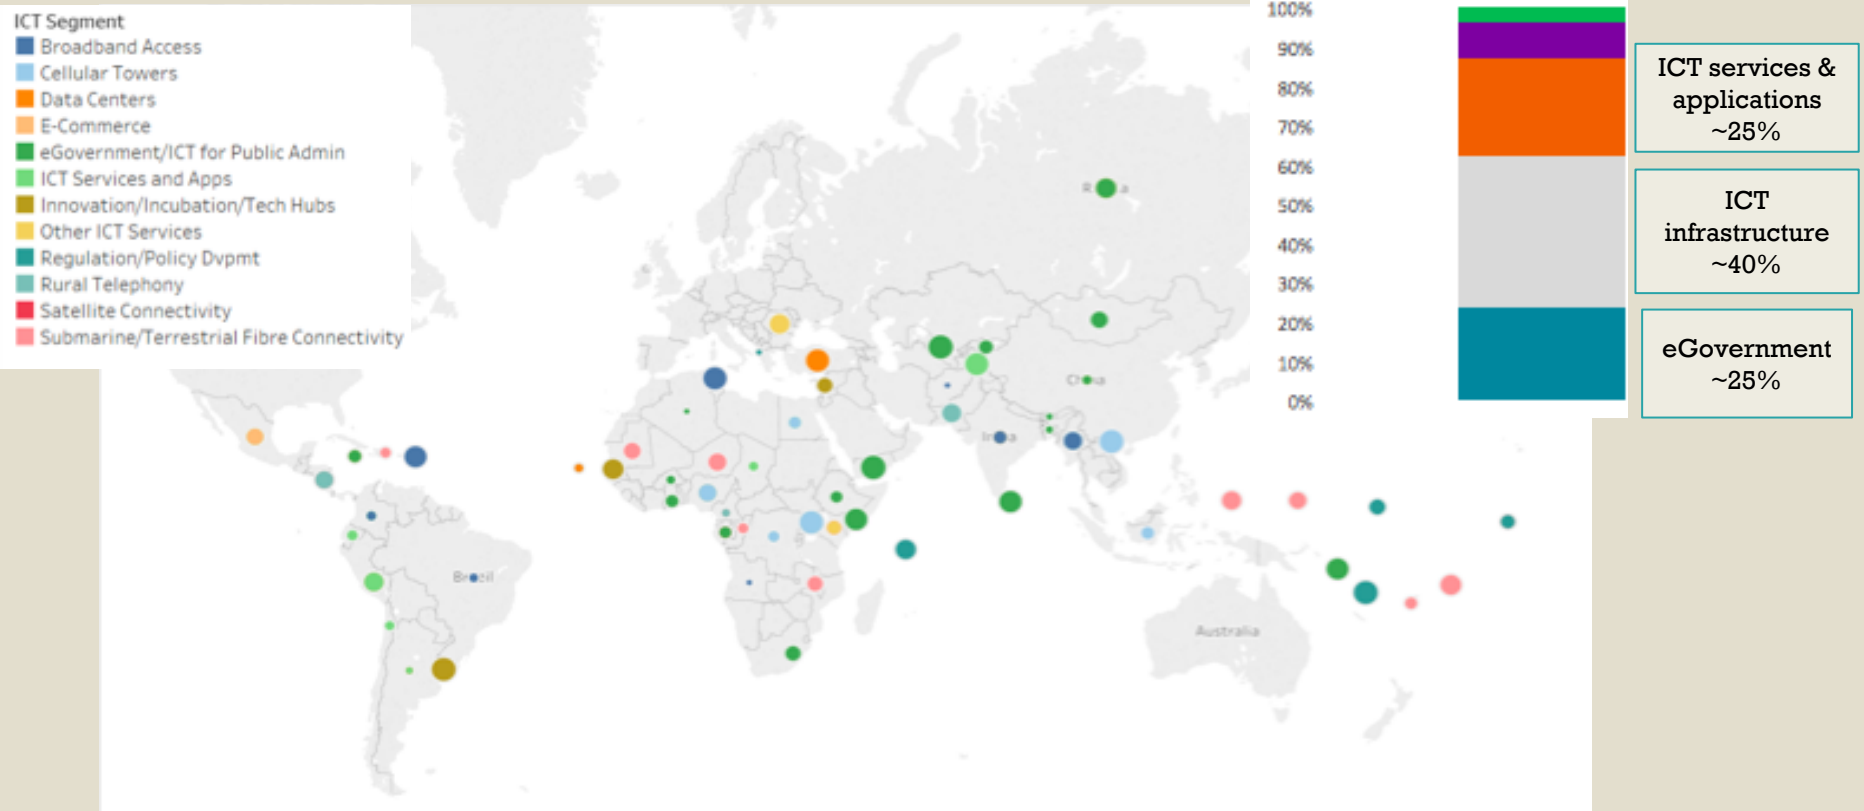 ICT Segment
Broadband Access
Cellular Towers
Data Centers
E-Commerce
eGovernment/ICT for Public Admin
ICT Services and Apps
Innovation/Incubation/Tech Hubs
Other ICT Services
Regulation/Policy Dvpmt
Rural Telephony
Satellite Connectivity
Submarine/Terrestrial Fibre Connectivity
Brazil
India
China
Australia
100%
90%
80%
70%
60%
50%
40%
30%
20%
10%
0%
ICT services &
applications
~25%
ICT
infrastructure
~40%
eGovernment
~25%